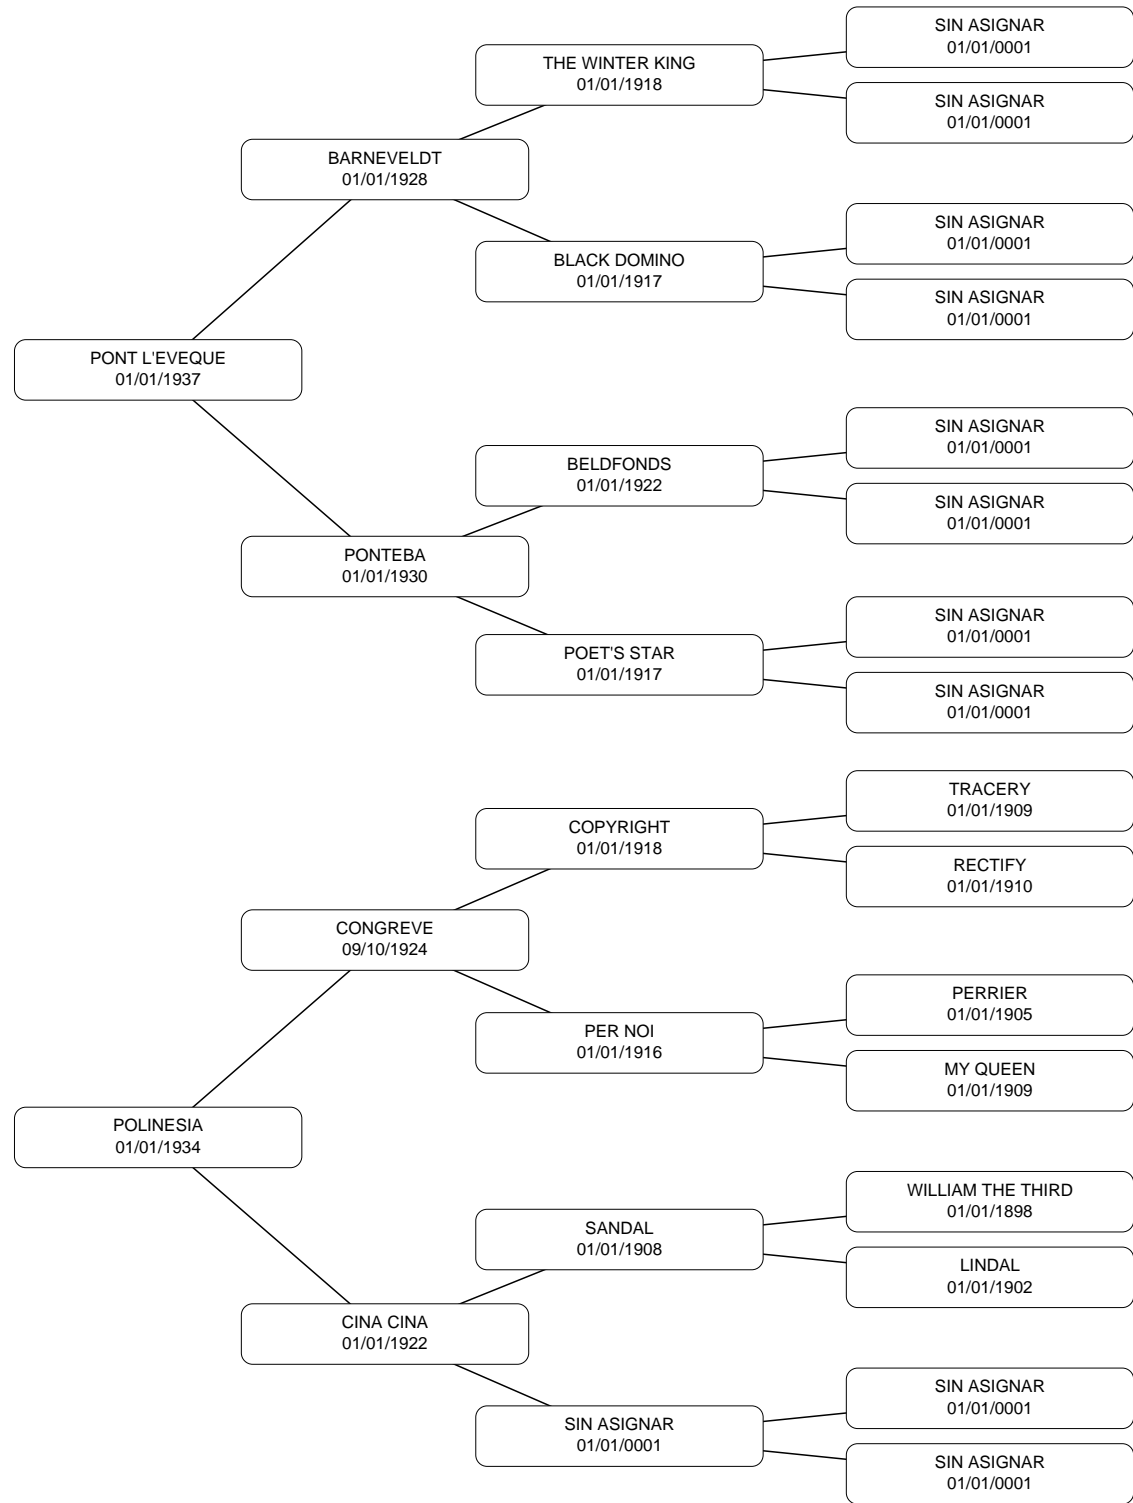 SIN ASIGNAR
01/01/0001
THE WINTER KING
01/01/1918
SIN ASIGNAR
01/01/0001
BARNEVELDT
01/01/1928
SIN ASIGNAR
01/01/0001
BLACK DOMINO
01/01/1917
SIN ASIGNAR
01/01/0001
PONT L'EVEQUE
01/01/1937
SIN ASIGNAR
01/01/0001
BELDFONDS
01/01/1922
SIN ASIGNAR
01/01/0001
PONTEBA
01/01/1930
SIN ASIGNAR
01/01/0001
POET'S STAR
01/01/1917
SIN ASIGNAR
01/01/0001
TRACERY
01/01/1909
COPYRIGHT
01/01/1918
RECTIFY
01/01/1910
CONGREVE
09/10/1924
PERRIER
01/01/1905
PER NOI
01/01/1916
MY QUEEN
01/01/1909
POLINESIA
01/01/1934
WILLIAM THE THIRD
01/01/1898
SANDAL
01/01/1908
LINDAL
01/01/1902
CINA CINA
01/01/1922
SIN ASIGNAR
01/01/0001
SIN ASIGNAR
01/01/0001
SIN ASIGNAR
01/01/0001